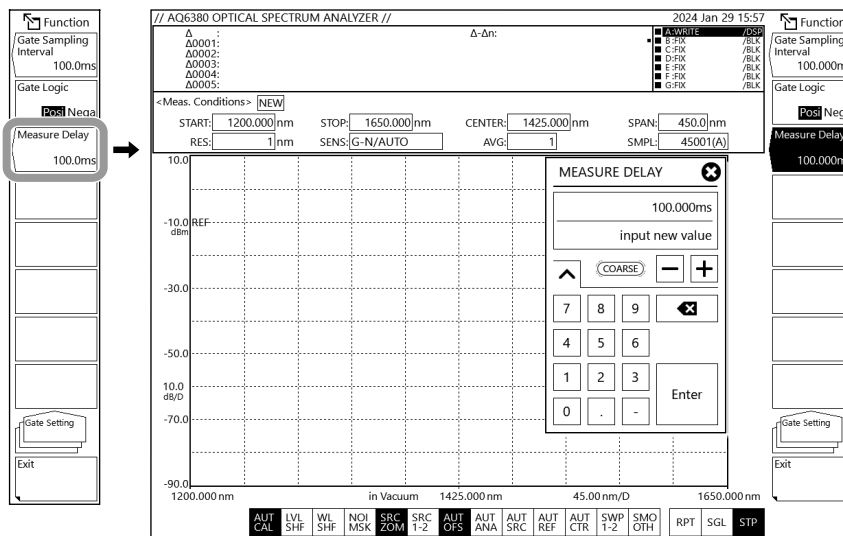 Function
Gate Sampling
Interval
100.0ms
Gate Logic
Posi Nega
Measure Delay
100.0ms
Gate Setting
Exit
// AQ6380 OPTICAL SPECTRUM ANALYZER //
2024 Jan 29 15:57
Δ :
Δ0001:
Δ0002:
Δ0003:
Δ0004:
Δ0005:
Δ-Δn:
A:WRITE /DSP
B:FIX /BLK
C:FIX /BLK
D:FIX /BLK
E:FIX /BLK
F:FIX /BLK
G:FIX /BLK
<Meas. Conditions> NEW
START: 1200.000 nm STOP: 1650.000 nm CENTER: 1425.000 nm SPAN: 450.0 nm
RES: 1 nm SENS: G-N/AUTO AVG: 1 SMPL: 45001(A)
10.0
-10.0 REF
dBm
-30.0
-50.0
10.0
dB/D
-70.0
-90.0
1200.000 nm in Vacuum 1425.000 nm 45.00 nm/D 1650.000 nm
MEASURE DELAY
100.000ms
input new value
COARSE − +
7 8 9
4 5 6
1 2 3
Enter
0 . -
AUT CAL
LVL SHF
WL SHF
NOI MSK
SRC ZOM
SRC 1-2
AUT OFS
AUT ANA
AUT SRC
AUT REF
AUT CTR
SWP 1-2
SMO OTH
RPT
SGL
STP
Function
Gate Sampling
Interval
100.000m
Gate Logic
Posi Neg
Measure Delay
100.000m
Gate Setting
Exit